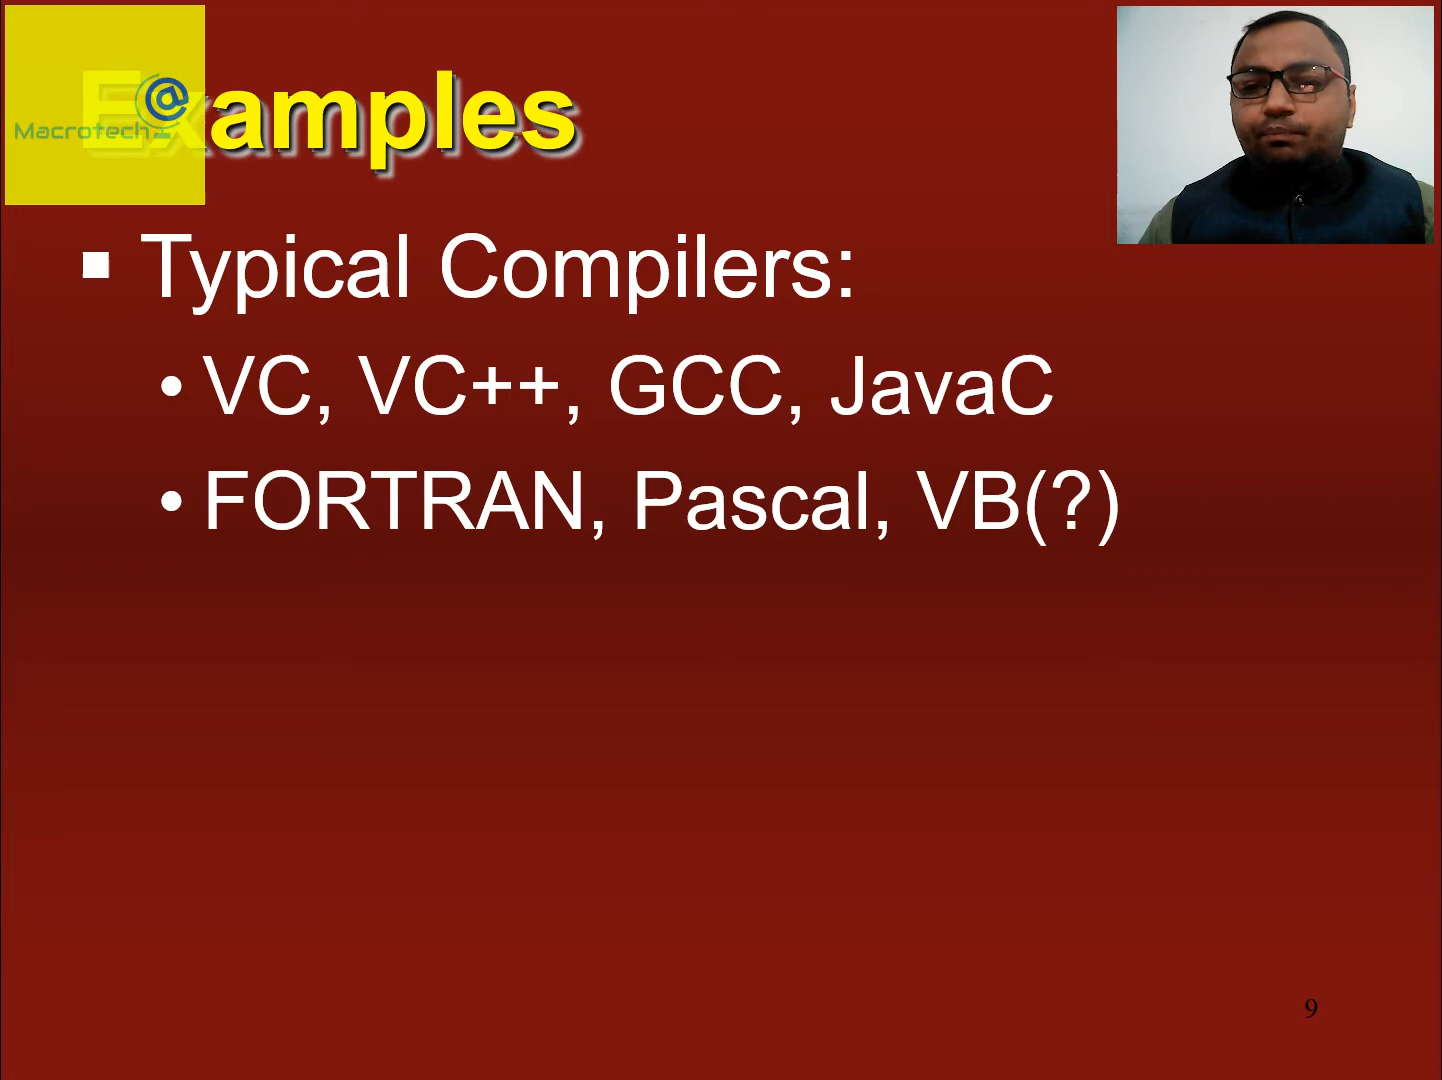 Examples
Macrotech
@
▪ Typical Compilers:
• VC, VC++, GCC, JavaC
• FORTRAN, Pascal, VB(?)
9